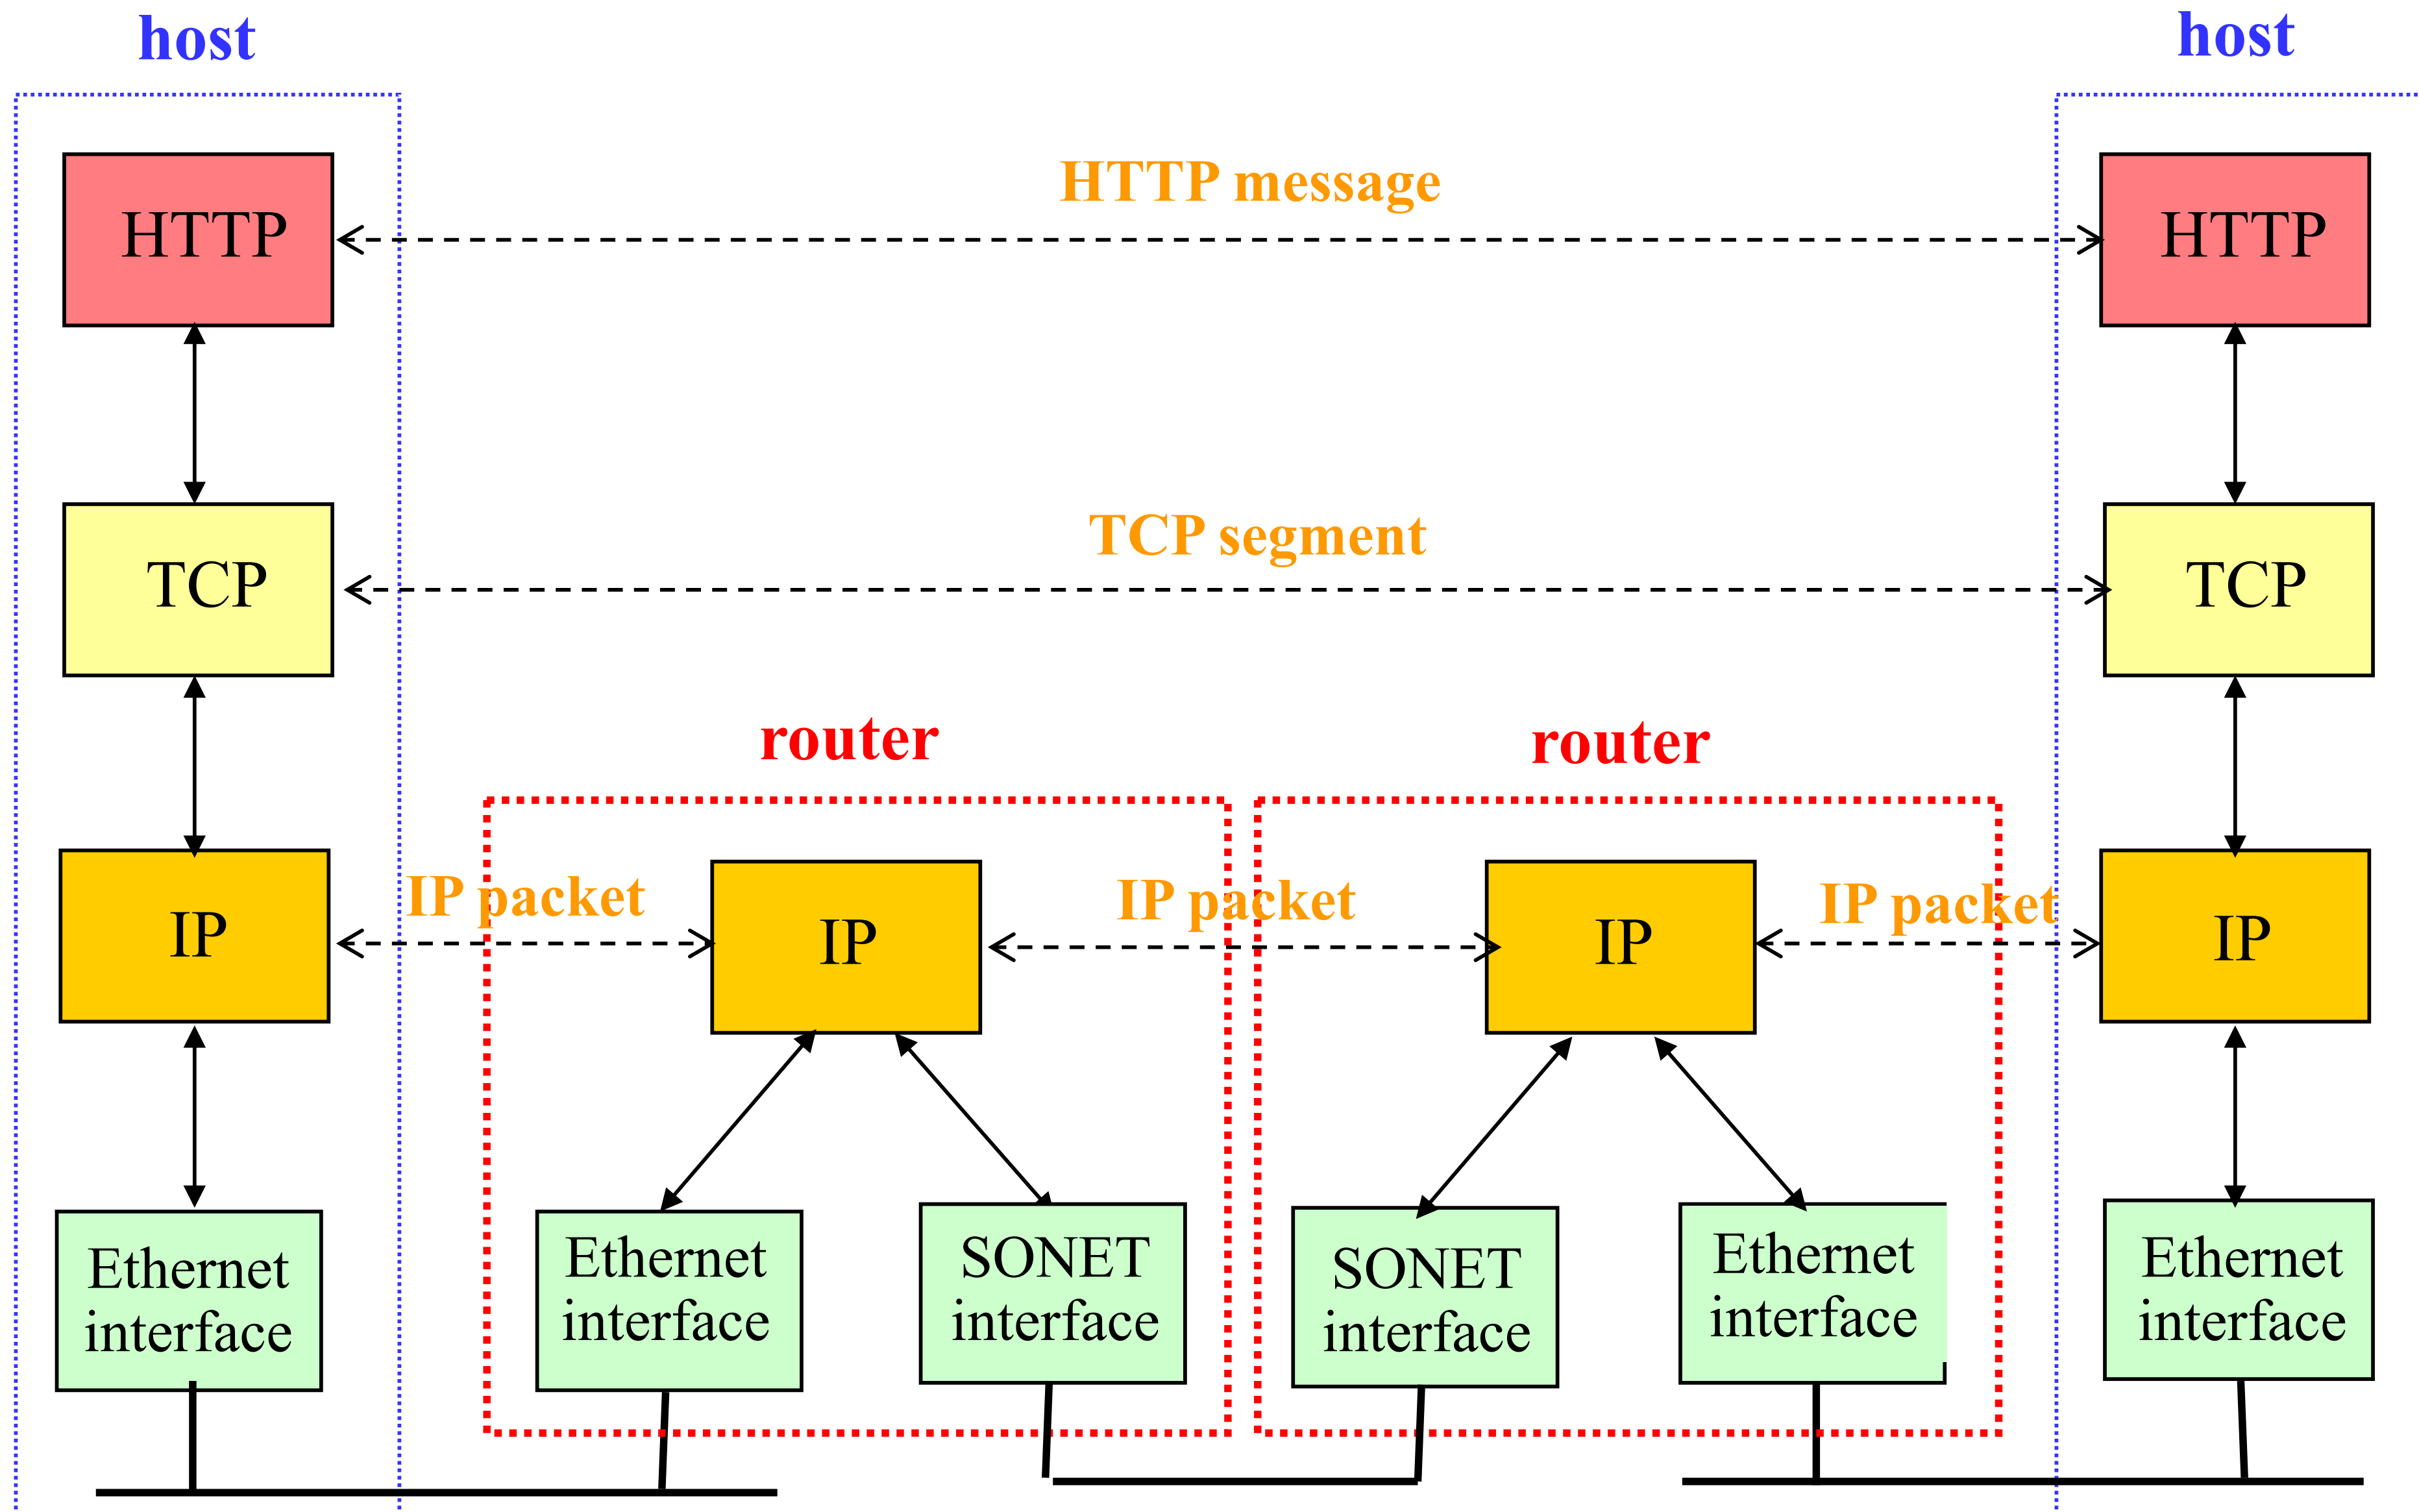 host
host
HTTP
HTTP message
HTTP
TCP
TCP segment
TCP
router
router
IP
IP packet
IP
IP packet
IP
IP packet
IP
Ethernet
interface
Ethernet
interface
SONET
interface
SONET
interface
Ethernet
interface
Ethernet
interface